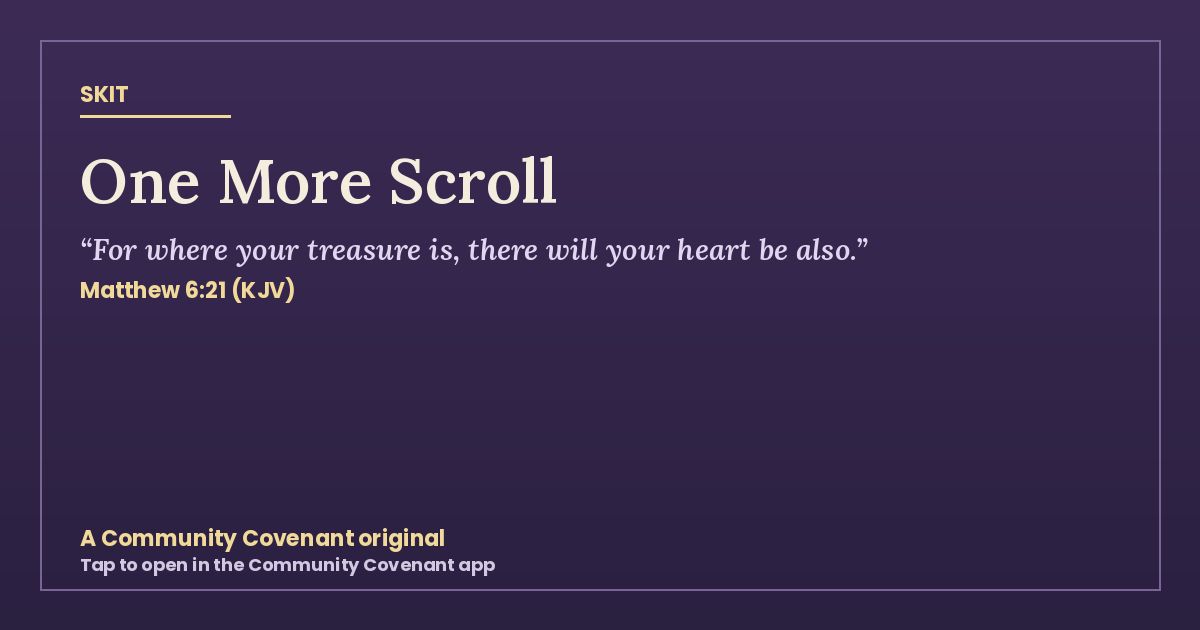 SKIT
One More Scroll
“For where your treasure is, there will your heart be also.”
Matthew 6:21 (KJV)
A Community Covenant original
Tap to open in the Community Covenant app